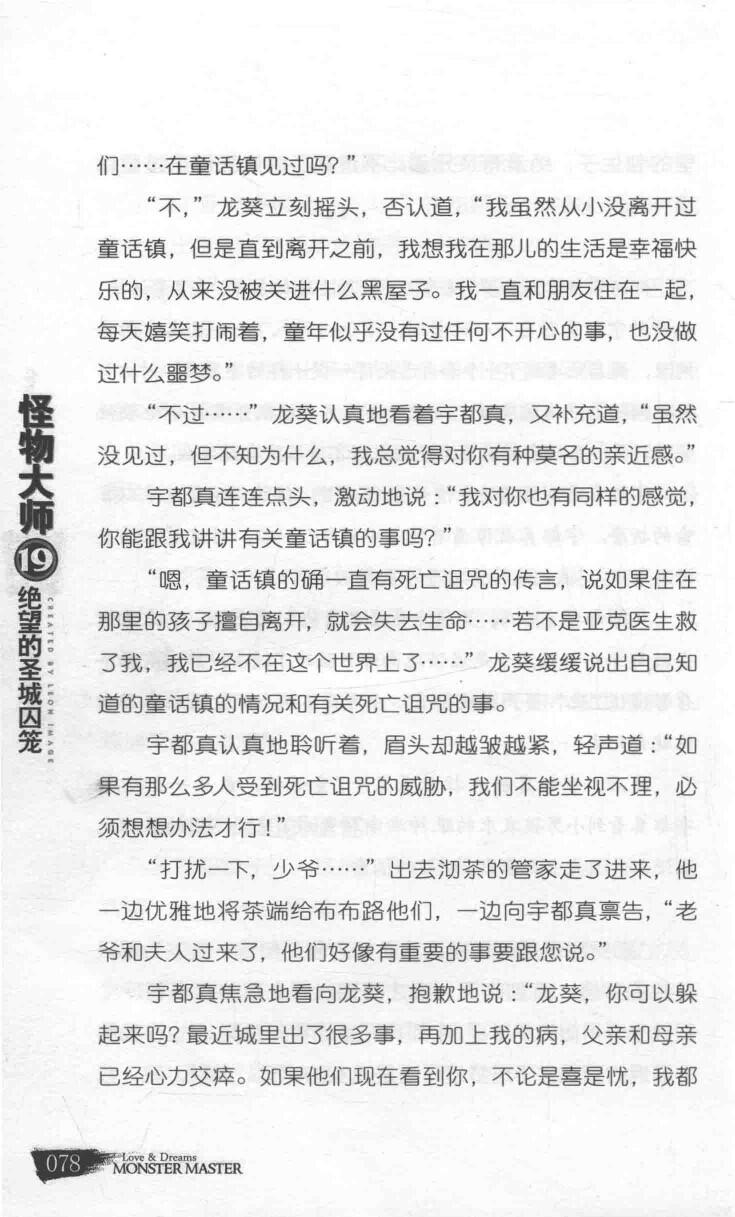 们……在童话镇见过吗？”
“不，”龙葵立刻摇头，否认道，“我虽然从小没离开过
童话镇，但是直到离开之前，我想我在那儿的生活是幸福快
乐的，从来没被关进什么黑屋子。我一直和朋友住在一起，
每天嬉笑打闹着，童年似乎没有过任何不开心的事，也没做
过什么噩梦。”
“不过……”龙葵认真地看着宇都真，又补充道，“虽然
没见过，但不知为什么，我总觉得对你有种莫名的亲近感。”
宇都真连连点头，激动地说：“我对你也有同样的感觉，
你能跟我讲讲有关童话镇的事吗？”
“嗯，童话镇的确一直有死亡诅咒的传言，说如果住在
那里的孩子擅自离开，就会失去生命……若不是亚克医生救
了我，我已经不在这个世界上了……”龙葵缓缓说出自己知
道的童话镇的情况和有关死亡诅咒的事。
宇都真认真地聆听着，眉头却越皱越紧，轻声道：“如
果有那么多人受到死亡诅咒的威胁，我们不能坐视不理，必
须想想办法才行！”
“打扰一下，少爷……”出去沏茶的管家走了进来，他
一边优雅地将茶端给布布路他们，一边向宇都真禀告，“老
爷和夫人过来了，他们好像有重要的事要跟您说。”
宇都真焦急地看向龙葵，抱歉地说：“龙葵，你可以躲
起来吗？最近城里出了很多事，再加上我的病，父亲和母亲
已经心力交瘁。如果他们现在看到你，不论是喜是忧，我都
怪物大师
19
绝望的圣城囚笼
CREATED BY LEON IMAGE
078
Love & Dreams
MONSTER MASTER